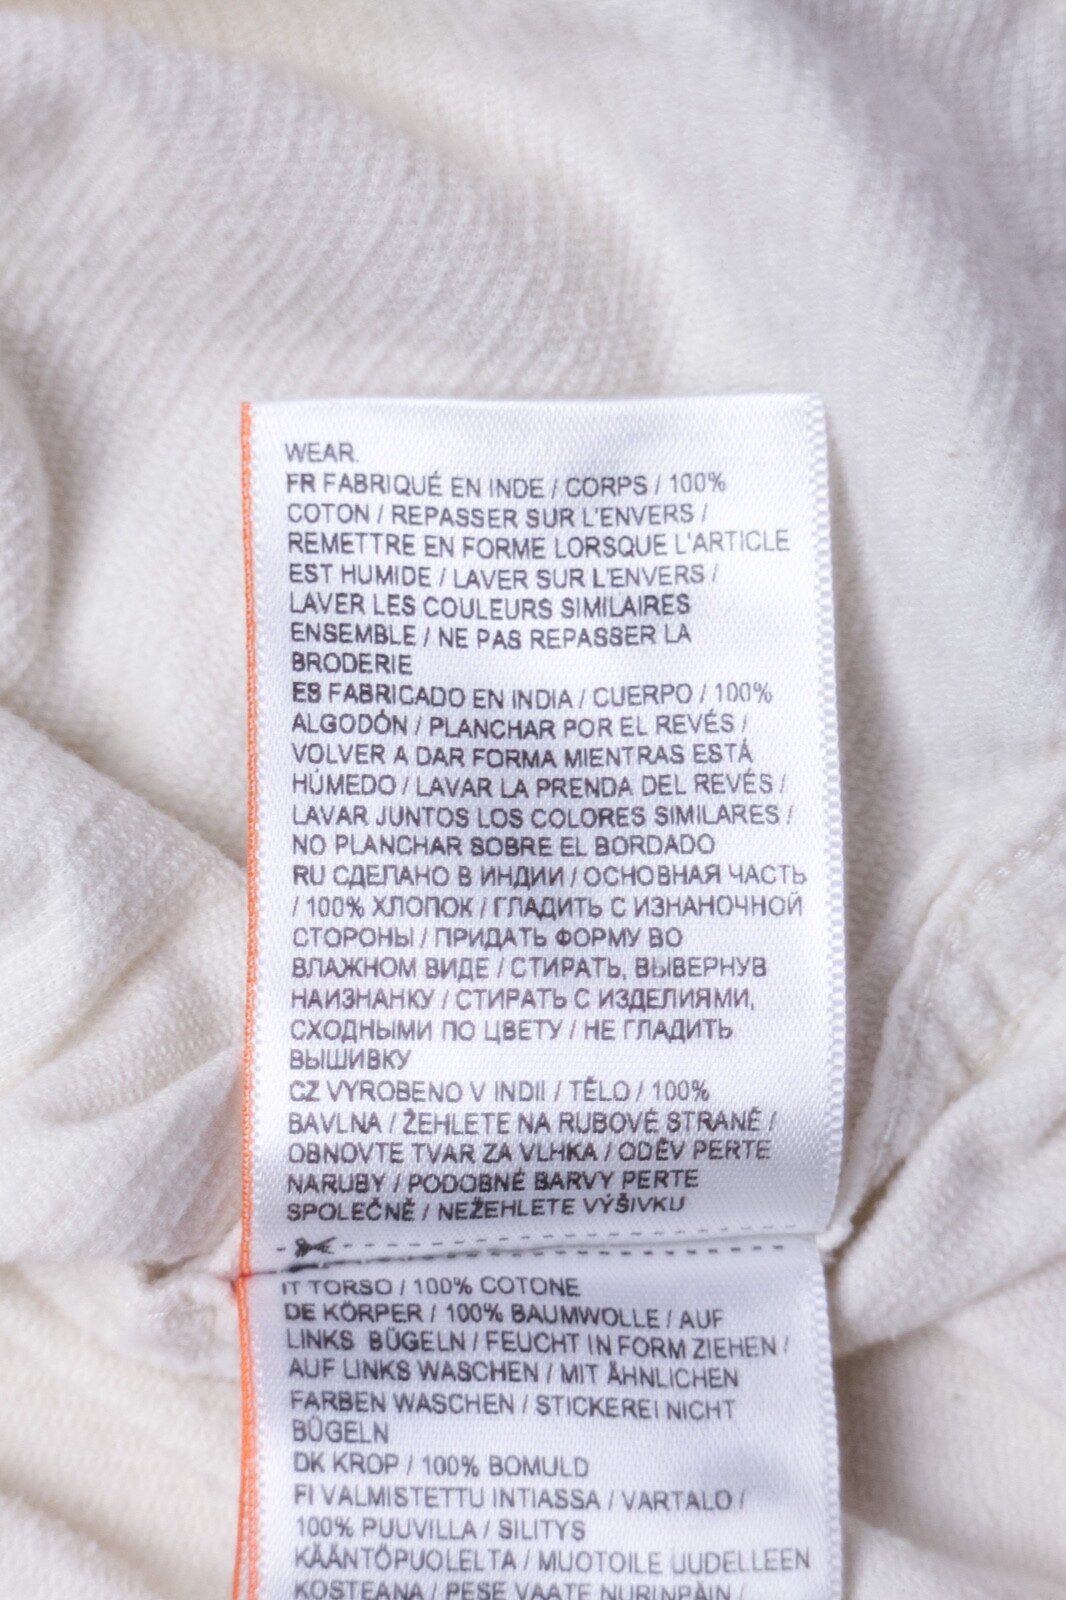 WEAR.
FR FABRIQUÉ EN INDE / CORPS / 100%
COTON / REPASSER SUR L'ENVERS /
REMETTRE EN FORME LORSQUE L'ARTICLE
EST HUMIDE / LAVER SUR L'ENVERS /
LAVER LES COULEURS SIMILAIRES
ENSEMBLE / NE PAS REPASSER LA
BRODERIE
ES FABRICADO EN INDIA / CUERPO / 100%
ALGODÓN / PLANCHAR POR EL REVÉS /
VOLVER A DAR FORMA MIENTRAS ESTÁ
HÚMEDO / LAVAR LA PRENDA DEL REVÉS /
LAVAR JUNTOS LOS COLORES SIMILARES /
NO PLANCHAR SOBRE EL BORDADO
RU СДЕЛАНО В ИНДИИ / ОСНОВНАЯ ЧАСТЬ
/ 100% ХЛОПОК / ГЛАДИТЬ С ИЗНАНОЧНОЙ
СТОРОНЫ / ПРИДАТЬ ФОРМУ ВО
ВЛАЖНОМ ВИДЕ / СТИРАТЬ, ВЫВЕРНУВ
НАИЗНАНКУ / СТИРАТЬ С ИЗДЕЛИЯМИ,
СХОДНЫМИ ПО ЦВЕТУ / НЕ ГЛАДИТЬ
ВЫШИВКУ
CZ VYROBENO V INDII / TĚLO / 100%
BAVLNA / ŽEHLETE NA RUBOVÉ STRANĚ /
OBNOVTE TVAR ZA VLHKA / ODĚV PERTE
NARUBY / PODOBNÉ BARVY PERTE
SPOLEČNĚ / NEŽEHLETE VÝŠIVKU
IT TORSO / 100% COTONE
DE KÖRPER / 100% BAUMWOLLE / AUF
LINKS BÜGELN / FEUCHT IN FORM ZIEHEN /
AUF LINKS WASCHEN / MIT ÄHNLICHEN
FARBEN WASCHEN / STICKEREI NICHT
BÜGELN
DK KROP / 100% BOMULD
FI VALMISTETTU INTIASSA / VARTALO /
100% PUUVILLA / SILITYS
KÄÄNTÖPUOLELTA / MUOTOILE UUDELLEEN
KOSTEANA / PESE VAATE NURINPÄIN /